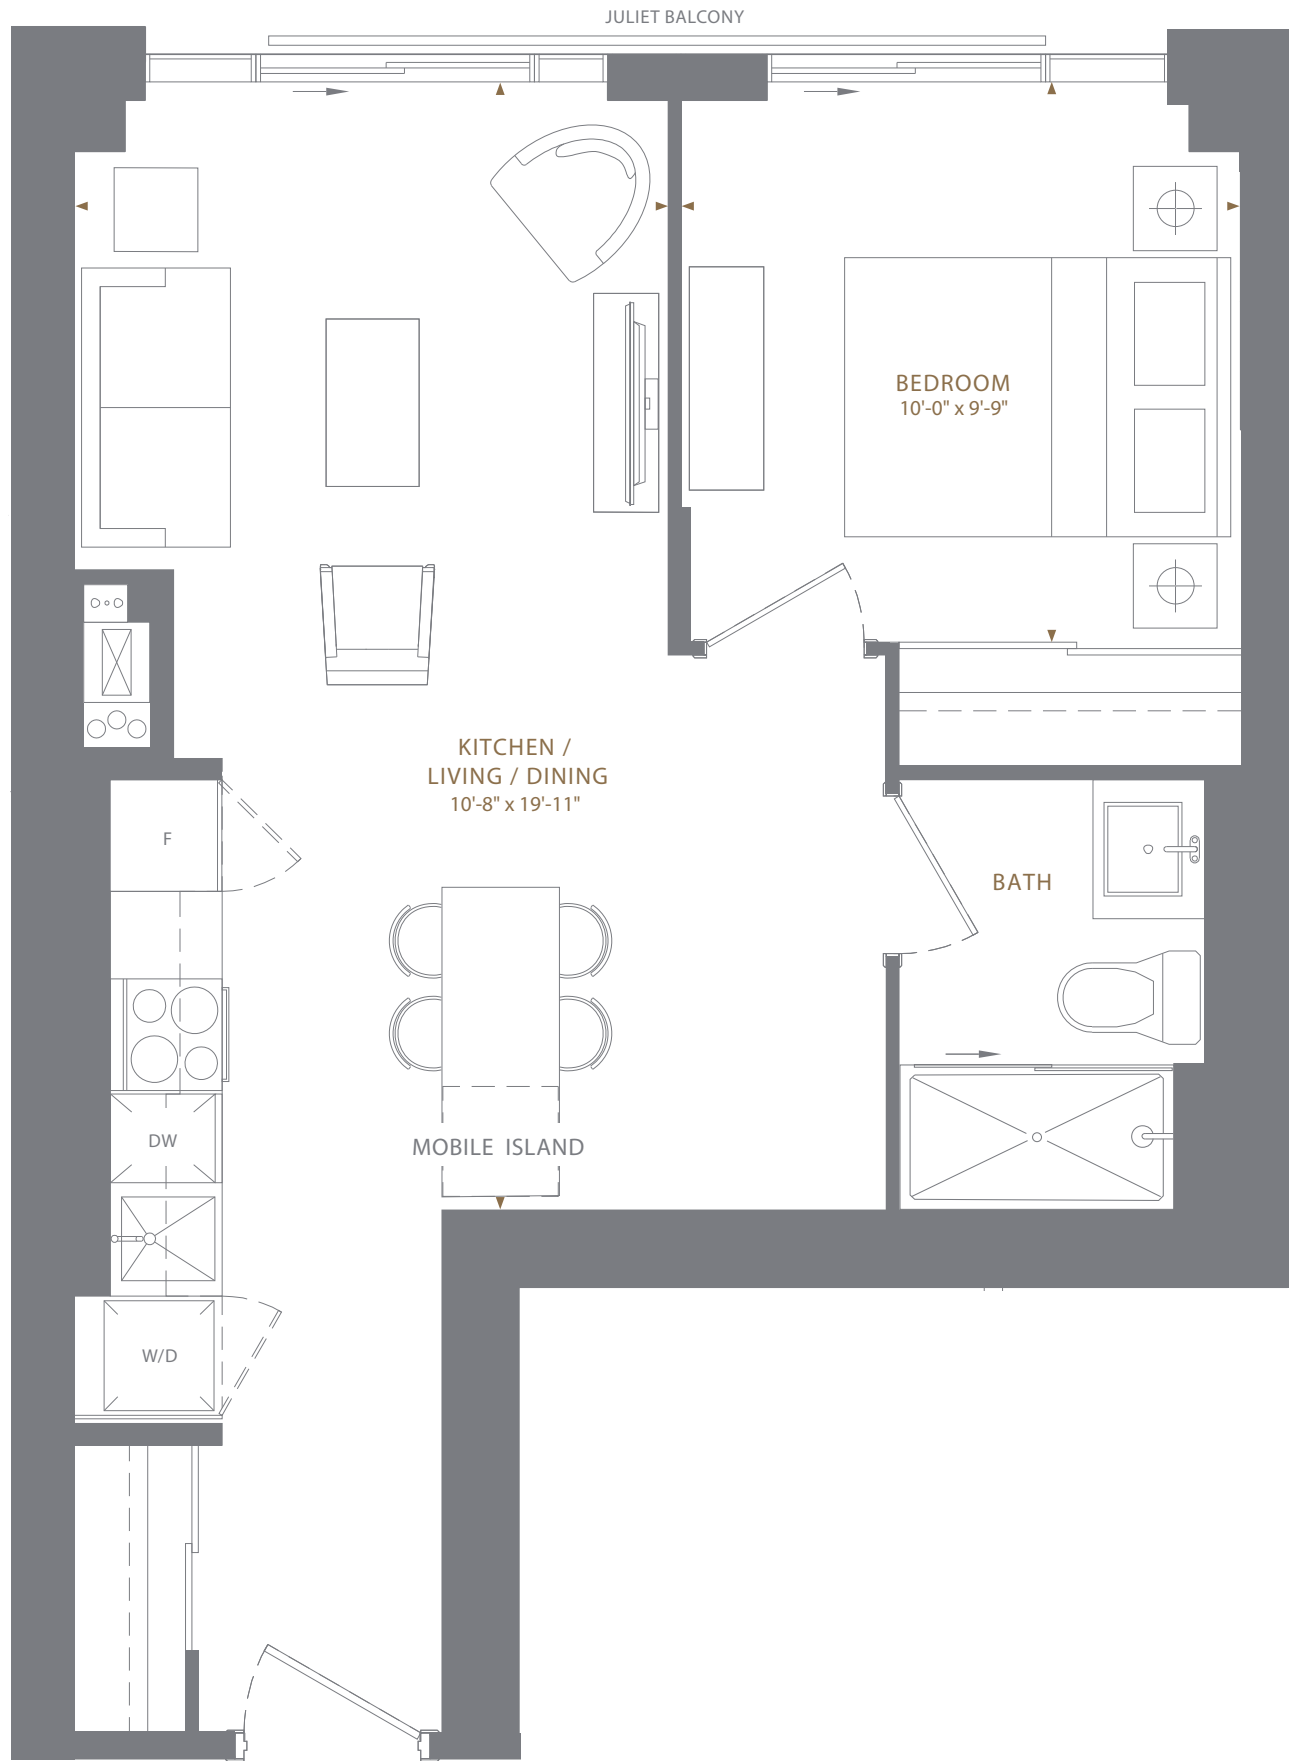 JULIET BALCONY
BEDROOM
10'-0" x 9'-9"
KITCHEN /
LIVING / DINING
10'-8" x 19'-11"
F
BATH
DW
MOBILE ISLAND
W/D